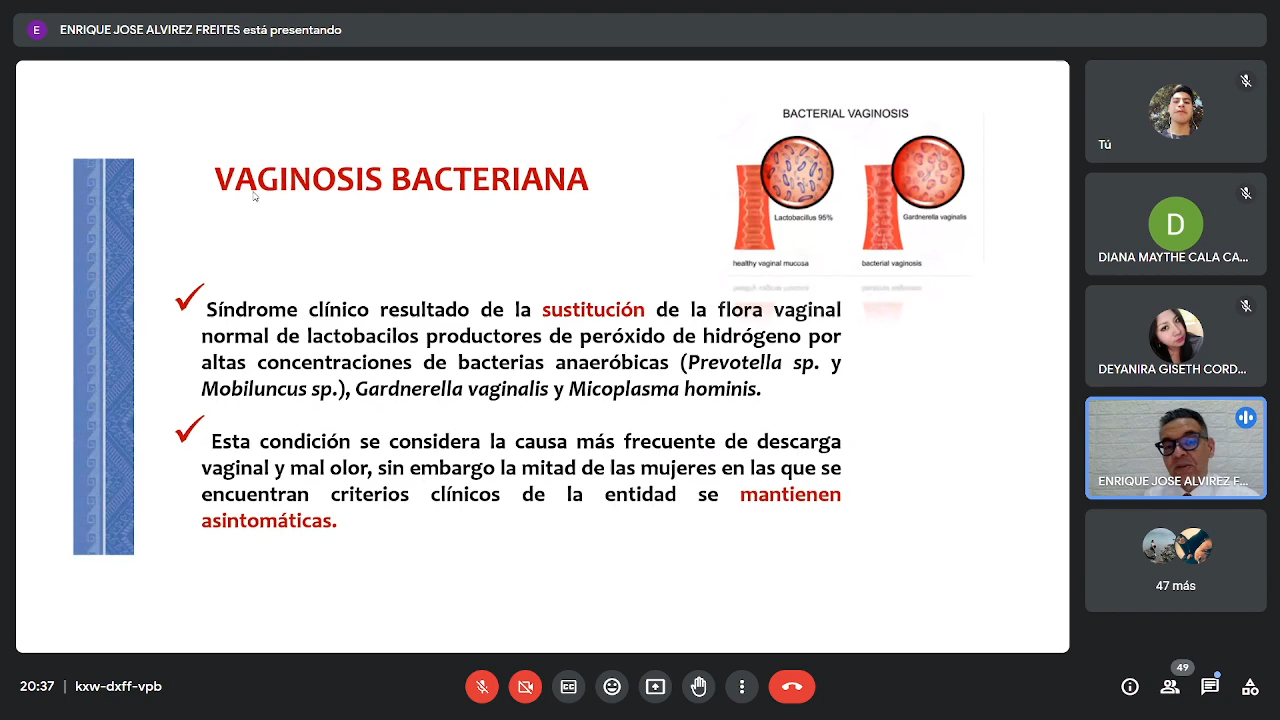 E ENRIQUE JOSE ALVIREZ FREITES está presentando
BACTERIAL VAGINOSIS
VAGINOSIS BACTERIANA
Lactobacillus 95%
Gardnerella vaginalis
healthy vaginal mucosa
bacterial vaginosis
Síndrome clínico resultado de la sustitución de la flora vaginal
normal de lactobacilos productores de peróxido de hidrógeno por
altas concentraciones de bacterias anaeróbicas (Prevotella sp. y
Mobiluncus sp.), Gardnerella vaginalis y Micoplasma hominis.
Esta condición se considera la causa más frecuente de descarga
vaginal y mal olor, sin embargo la mitad de las mujeres en las que se
encuentran criterios clínicos de la entidad se mantienen
asintomáticas.
Tú
D
DIANA MAYTHE CALA CA...
DEYANIRA GISETH CORD...
ENRIQUE JOSE ALVIREZ F...
47 más
20:37 | kxw-dxff-vpb
49